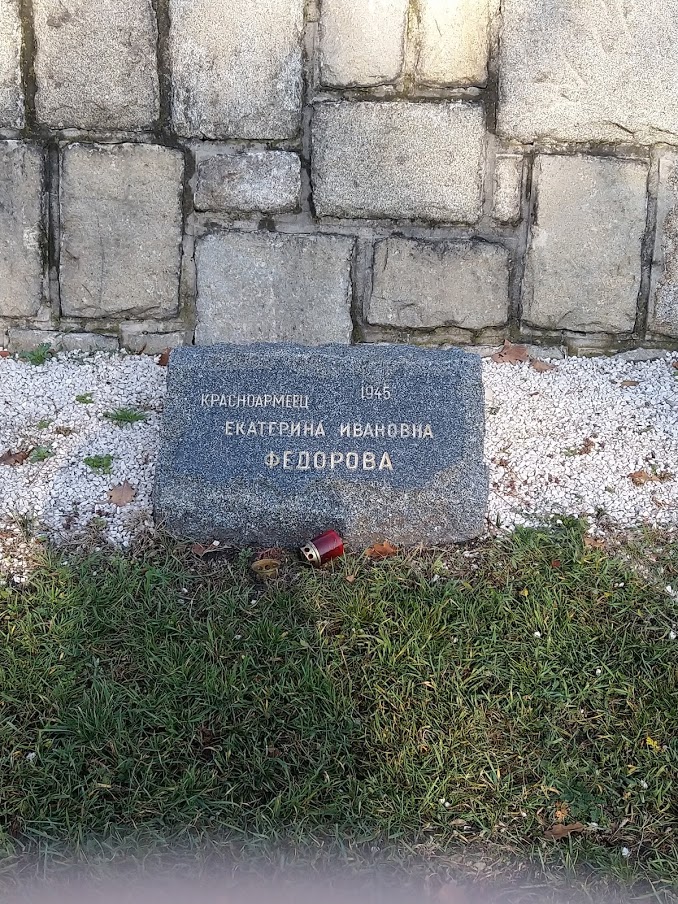 КРАСНОАРМЕЕЦ 1945
ЕКАТЕРИНА ИВАНОВНА
ФЕДОРОВА